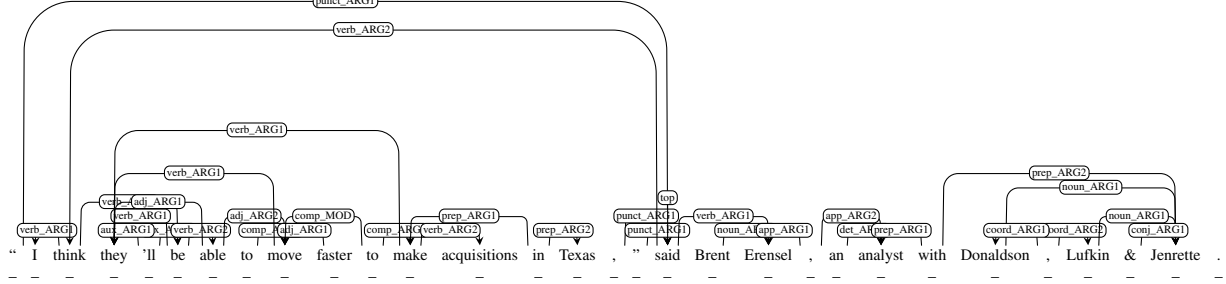 punct_ARG1
verb_ARG2
verb_ARG1
verb_ARG1 prep_ARG2
noun_ARG1
adj_ARG1 top
verb_ARG1 adj_ARG2 comp_MOD prep_ARG1 punct_ARG1 verb_ARG1 app_ARG2 noun_ARG1
verb_ARG1 aux_ARG1 verb_ARG2 adj_ARG1 verb_ARG2 prep_ARG2 punct_ARG1 app_ARG1 prep_ARG1 coord_ARG1 conj_ARG1
“ I think they ’ll be able to move faster to make acquisitions in Texas , ” said Brent Erensel , an analyst with Donaldson , Lufkin & Jenrette .
_ _ _ _ _ _ _ _ _ _ _ _ _ _ _ _ _ _ _ _ _ _ _ _ _ _ _ _ _ _ _